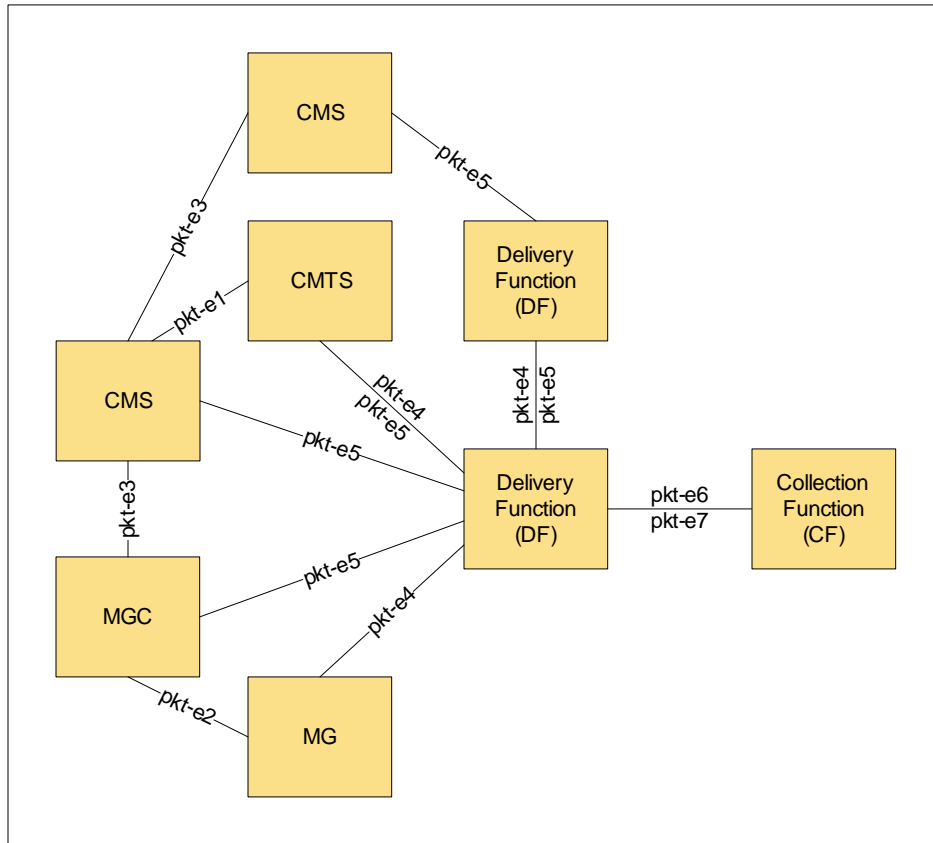 CMS
pkt-e5
pkt-e3
CMTS
Delivery
Function
(DF)
pkt-e1
CMS
pkt-e4
pkt-e5
pkt-e4
pkt-e5
pkt-e5
pkt-e3
Delivery
Function
(DF)
pkt-e6
pkt-e7
Collection
Function
(CF)
MGC
pkt-e5
pkt-e4
pkt-e2
MG